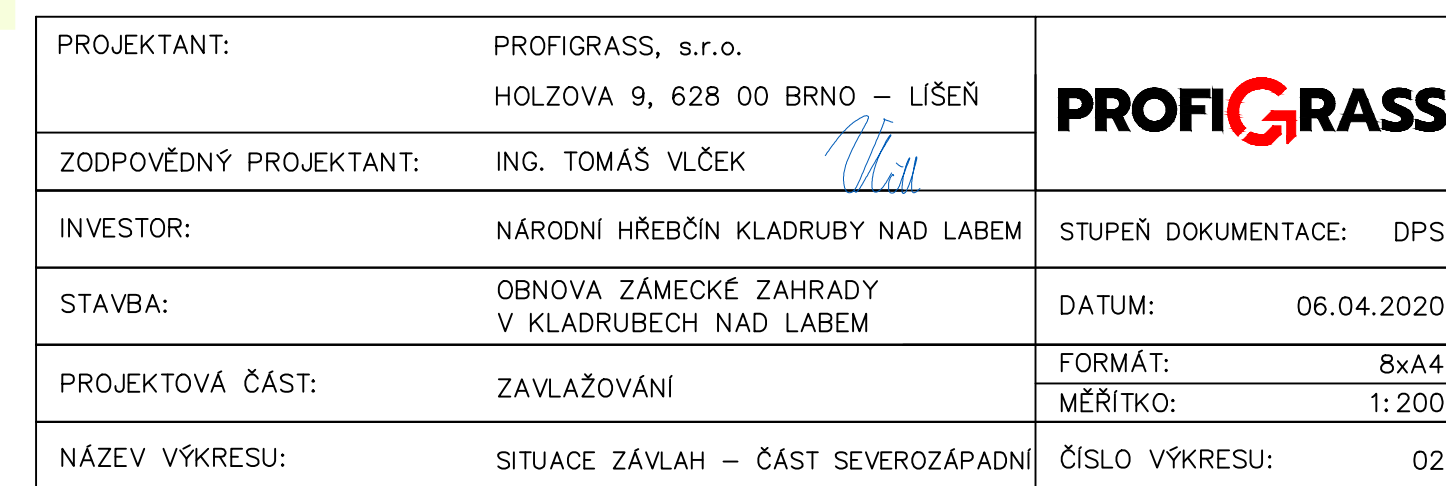 PROJEKTANT: PROFIGRASS, s.r.o.
HOLZOVA 9, 628 00 BRNO – LÍŠEŇ
PROFIGRASS
ZODPOVĚDNÝ PROJEKTANT: ING. TOMÁŠ VLČEK
INVESTOR: NÁRODNÍ HŘEBČÍN KLADRUBY NAD LABEM
STUPEŇ DOKUMENTACE: DPS
STAVBA: OBNOVA ZÁMECKÉ ZAHRADY
V KLADRUBECH NAD LABEM
DATUM: 06.04.2020
PROJEKTOVÁ ČÁST: ZAVLAŽOVÁNÍ
FORMÁT: 8xA4
MĚŘÍTKO: 1:200
NÁZEV VÝKRESU: SITUACE ZÁVLAH – ČÁST SEVEROZÁPADNÍ
ČÍSLO VÝKRESU: 02